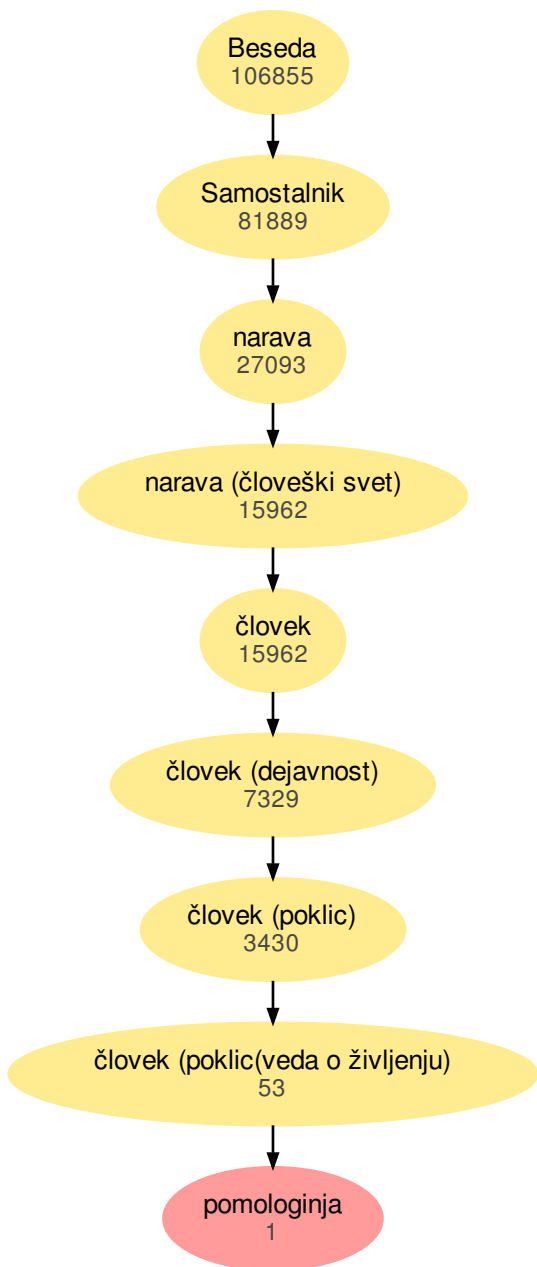 Beseda
106855
Samostalnik
81889
narava
27093
narava (človeški svet)
15962
človek
15962
človek (dejavnost)
7329
človek (poklic)
3430
človek (poklic(veda o življenju)
53
pomologinja
1